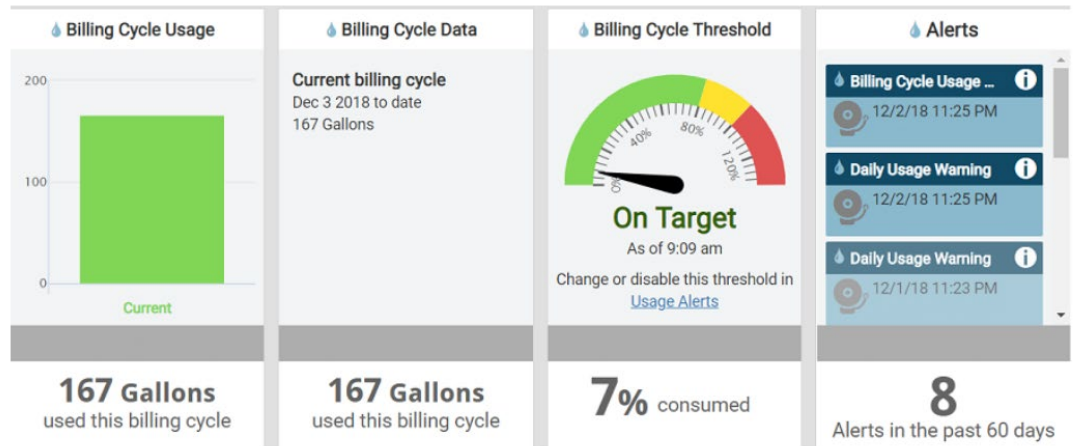 Billing Cycle Usage
200
100
0
Current
167 Gallons
used this billing cycle
Billing Cycle Data
Current billing cycle
Dec 3 2018 to date
167 Gallons
167 Gallons
used this billing cycle
Billing Cycle Threshold
0%
40%
80%
120%
On Target
As of 9:09 am
Change or disable this threshold in
Usage Alerts
7% consumed
Alerts
Billing Cycle Usage ...
12/2/18 11:25 PM
Daily Usage Warning
12/2/18 11:25 PM
Daily Usage Warning
12/1/18 11:23 PM
8
Alerts in the past 60 days